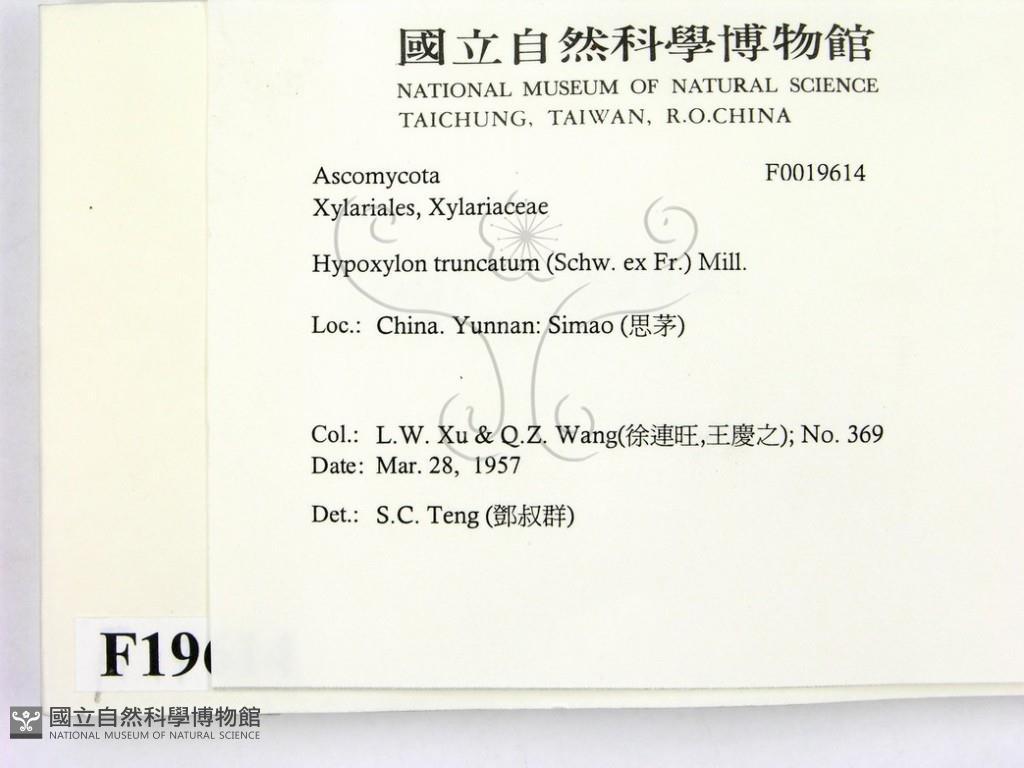 國立自然科學博物館
NATIONAL MUSEUM OF NATURAL SCIENCE
TAICHUNG, TAIWAN, R.O.CHINA
Ascomycota F0019614
Xylariales, Xylariaceae
Hypoxylon truncatum (Schw. ex Fr.) Mill.
Loc.: China. Yunnan: Simao (思茅)
Col.: L.W. Xu & Q.Z. Wang(徐連旺,王慶之); No. 369
Date: Mar. 28, 1957
Det.: S.C. Teng (鄧叔群)
F19614
國立自然科學博物館
NATIONAL MUSEUM OF NATURAL SCIENCE